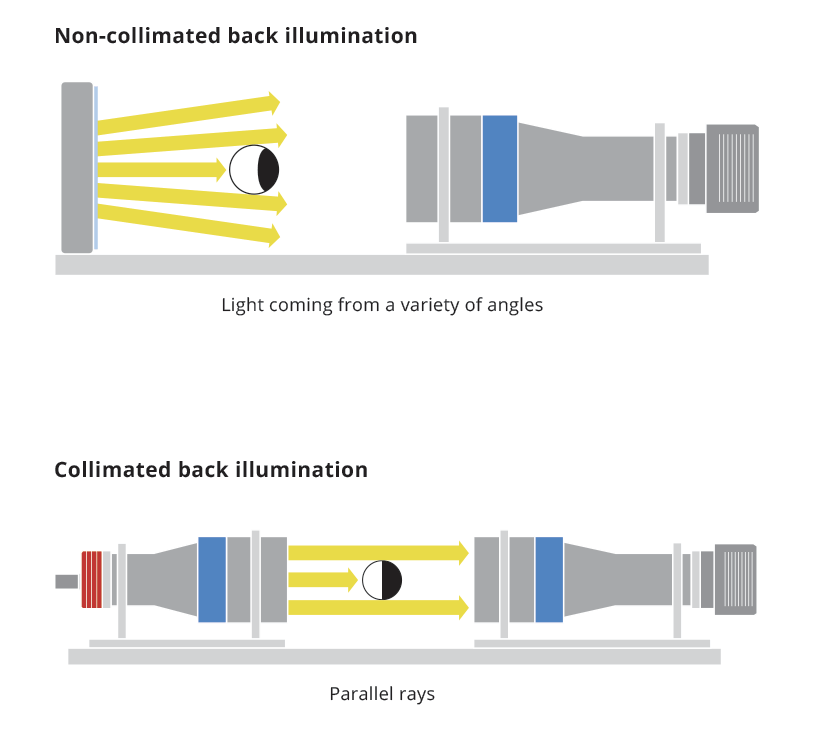 Non-collimated back illumination
Light coming from a variety of angles
Collimated back illumination
Parallel rays